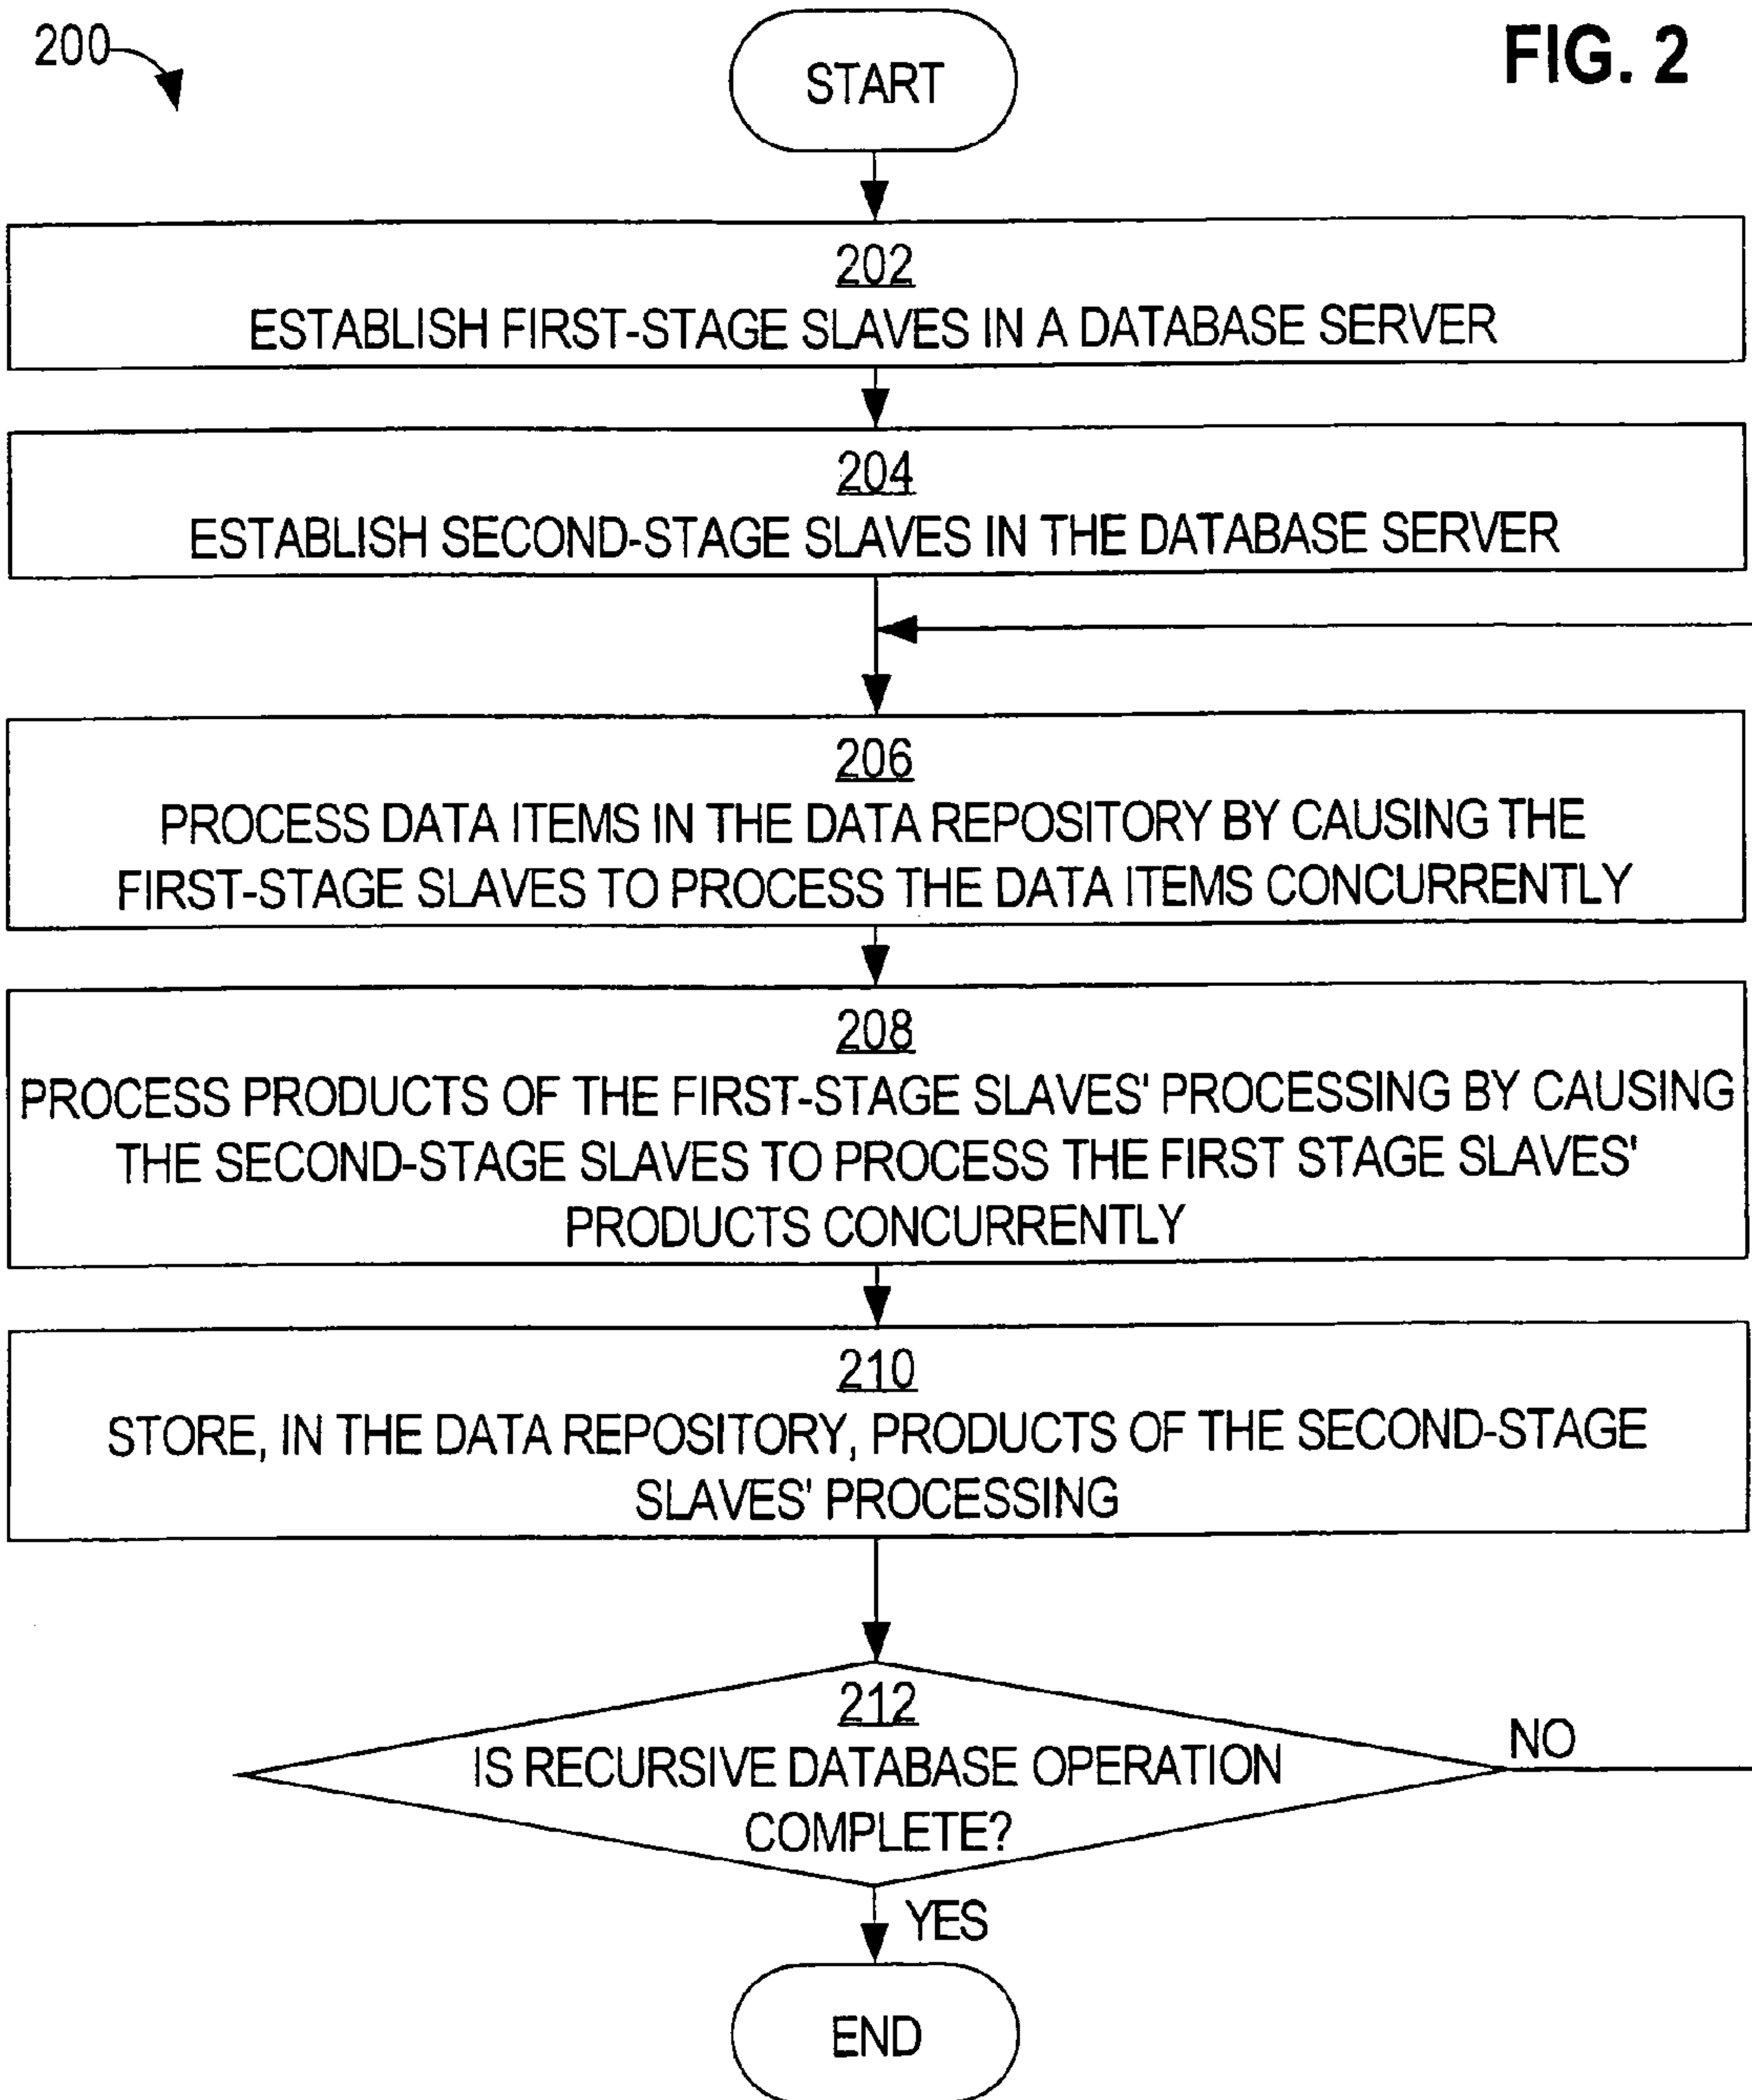 200
FIG. 2
START
202
ESTABLISH FIRST-STAGE SLAVES IN A DATABASE SERVER
204
ESTABLISH SECOND-STAGE SLAVES IN THE DATABASE SERVER
206
PROCESS DATA ITEMS IN THE DATA REPOSITORY BY CAUSING THE
FIRST-STAGE SLAVES TO PROCESS THE DATA ITEMS CONCURRENTLY
208
PROCESS PRODUCTS OF THE FIRST-STAGE SLAVES' PROCESSING BY CAUSING
THE SECOND-STAGE SLAVES TO PROCESS THE FIRST STAGE SLAVES'
PRODUCTS CONCURRENTLY
210
STORE, IN THE DATA REPOSITORY, PRODUCTS OF THE SECOND-STAGE
SLAVES' PROCESSING
212
IS RECURSIVE DATABASE OPERATION
COMPLETE?
NO
YES
END